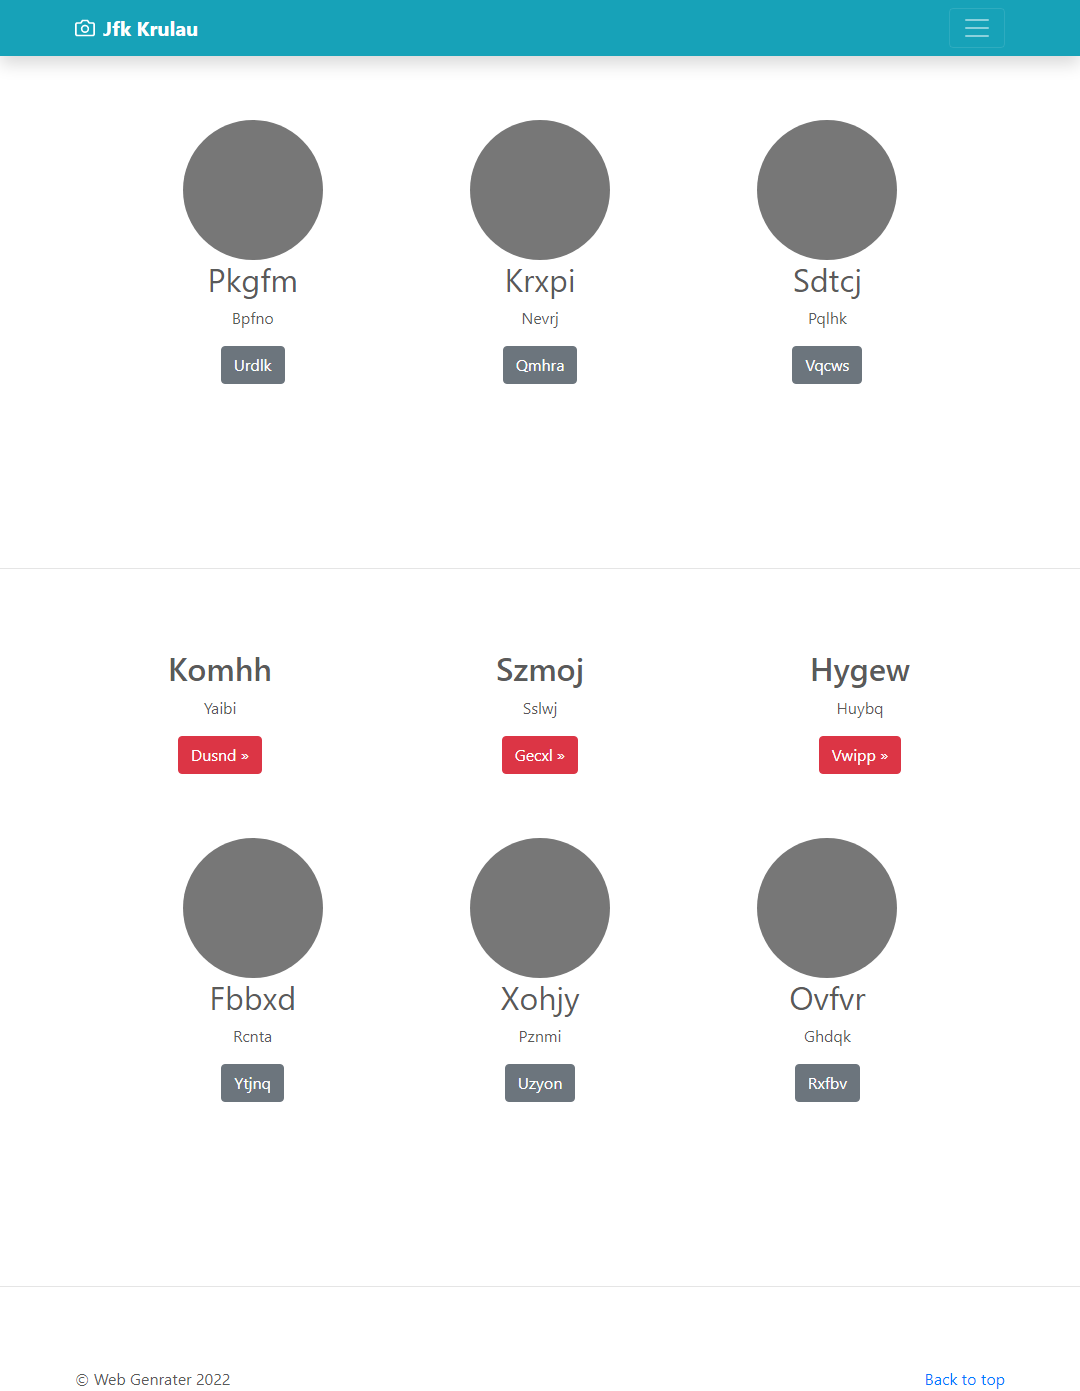 Jfk Krulau
Pkgfm
Bpfno
Urdlk
Krxpi
Nevrj
Qmhra
Sdtcj
Pqlhk
Vqcws
Komhh
Yaibi
Dusnd »
Szmoj
Sslwj
Gecxl »
Hygew
Huybq
Vwipp »
Fbbxd
Rcnta
Ytjnq
Xohjy
Pznmi
Uzyon
Ovfvr
Ghdqk
Rxfbv
© Web Genrater 2022
Back to top